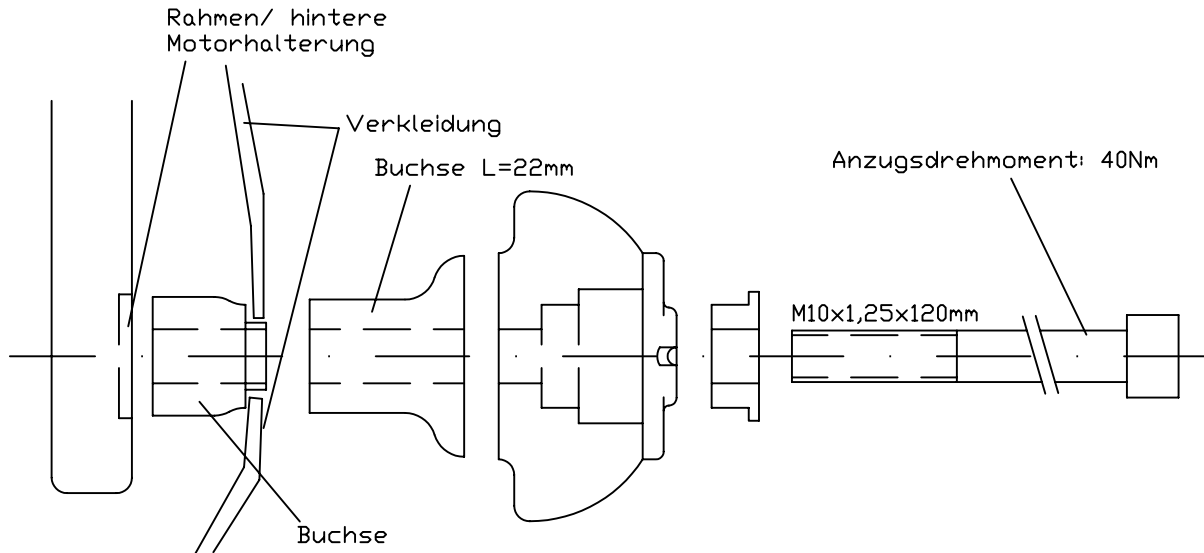 Rahmen/ hintere
Motorhalterung
Verkleidung
Buchse L=22mm
Anzugsdrehmoment: 40Nm
M10x1,25x120mm
Buchse